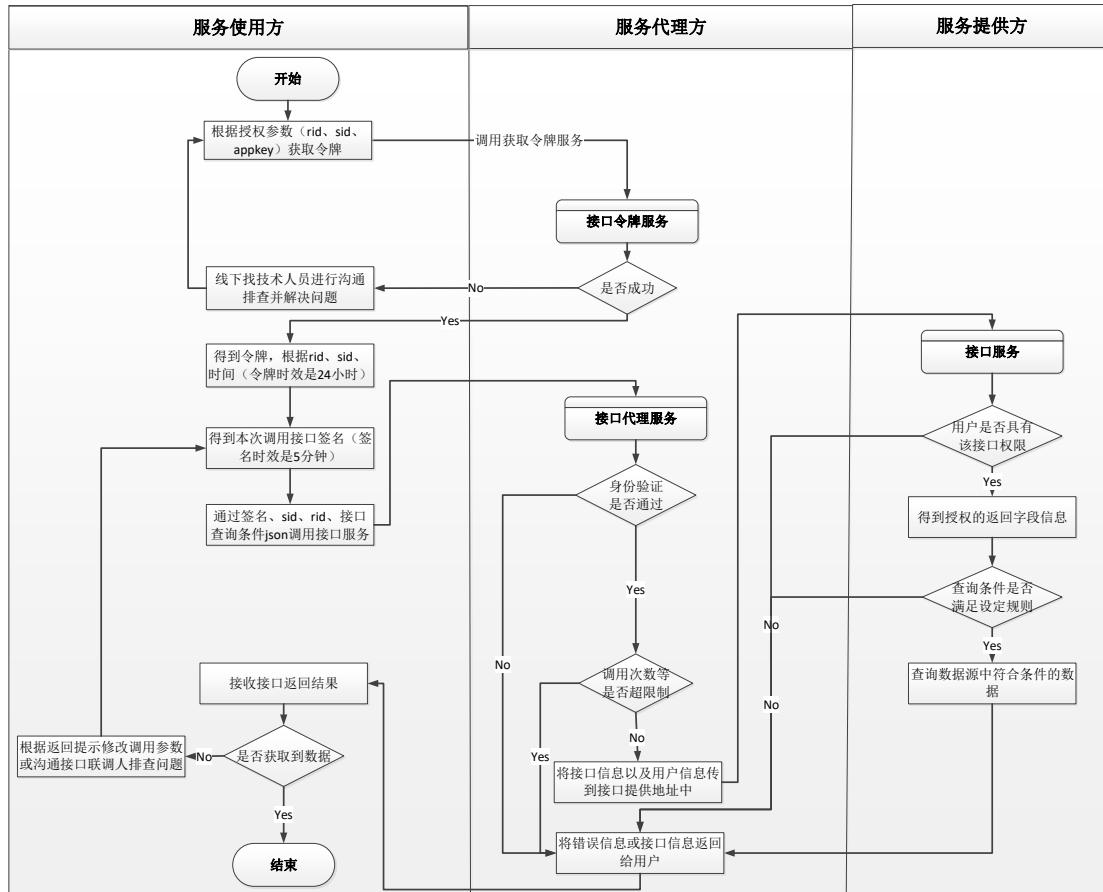 服务使用方
服务代理方
服务提供方
开始
根据授权参数（rid、sid、
appkey）获取令牌
调用获取令牌服务
接口令牌服务
是否成功
No
线下找技术人员进行沟通
排查并解决问题
Yes
得到令牌，根据rid、sid、
时间（令牌时效是24小时）
得到本次调用接口签名（签
名时效是5分钟）
通过签名、sid、rid、接口
查询条件json调用接口服务
接口代理服务
身份验证
是否通过
Yes
No
调用次数等
是否超限制
Yes
No
将接口信息以及用户信息传
到接口提供地址中
接口服务
用户是否具有
该接口权限
Yes
No
得到授权的返回字段信息
查询条件是否
满足设定规则
Yes
No
查询数据源中符合条件的数
据
将错误信息或接口信息返回
给用户
接收接口返回结果
是否获取到数据
No
根据返回提示修改调用参数
或沟通接口联调人排查问题
Yes
结束